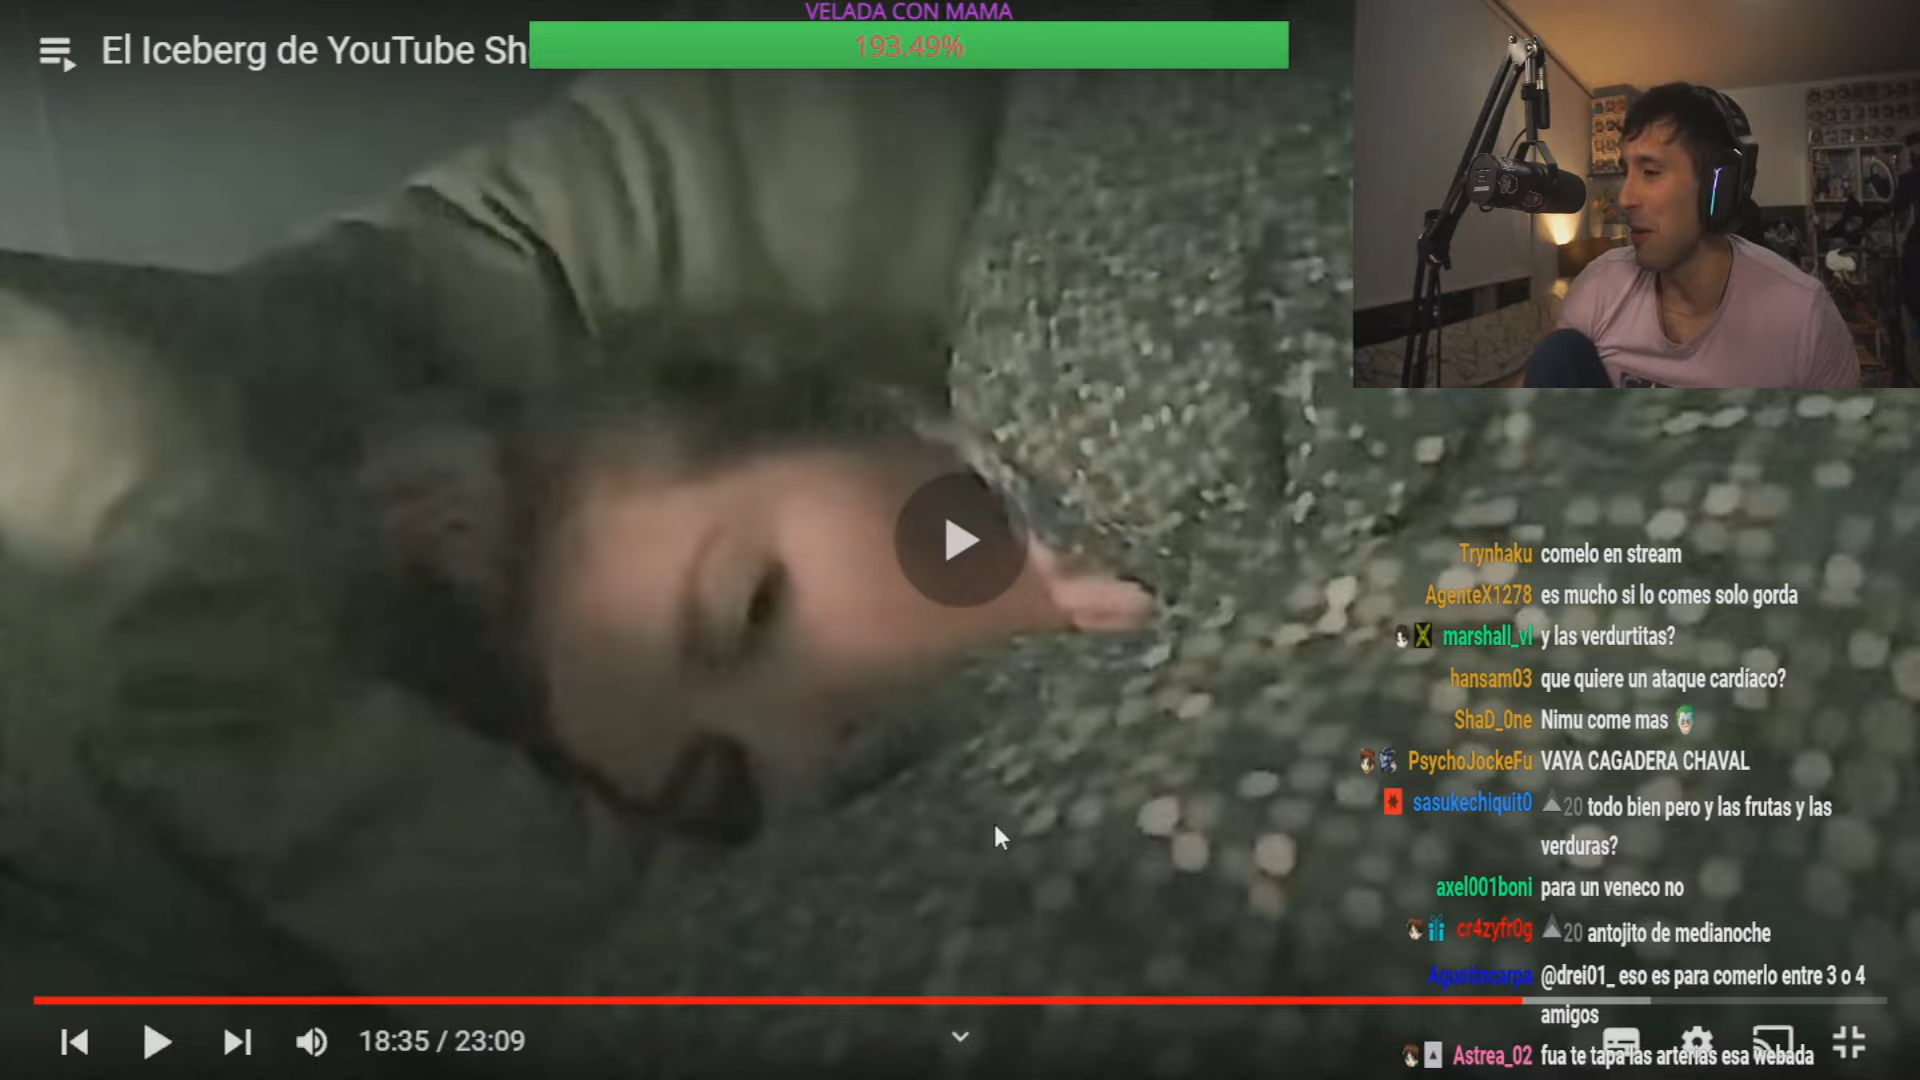 VELADA CON MAMA
193.49%
El Iceberg de YouTube Sh
Trynhaku comelo en stream
AgenteX1278 es mucho si lo comes solo gorda
marshall_vl y las verdurtitas?
hansam03 que quiere un ataque cardíaco?
ShaD_0ne Nimu come mas
PsychoJockeFu VAYA CAGADERA CHAVAL
sasukechiquit0 20 todo bien pero y las frutas y las
verduras?
axel001boni para un veneco no
cr4zyfr0g 20 antojito de medianoche
Agustincarpa @drei01_ eso es para comerlo entre 3 o 4
amigos
Astrea_02 fua te tapa las arterias esa webada
18:35 / 23:09